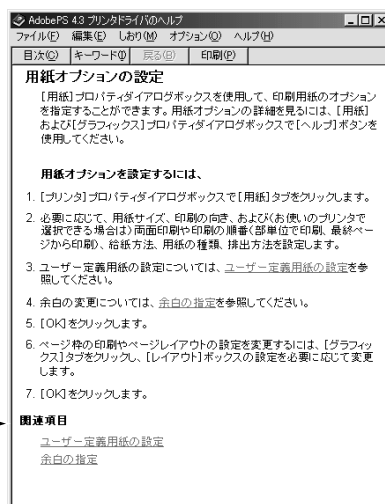 AdobePS 4.3 プリンタドライバのヘルプ
ファイル(F) 編集(E) しおり(M) オプション(O) ヘルプ(H)
目次(C) キーワード(I) 戻る(B) 印刷(P)
用紙オプションの設定
[用紙]プロパティダイアログボックスを使用して、印刷用紙のオプション
を指定することができます。用紙オプションの詳細を見るには、[用紙]
および[グラフィックス]プロパティダイアログボックスで[ヘルプ]ボタンを
使用してください。
用紙オプションを設定するには、
1. [プリンタ]プロパティダイアログボックスで[用紙]タブをクリックします。
2. 必要に応じて、用紙サイズ、印刷の向き、および(お使いのプリンタで
選択できる場合は)両面印刷や印刷の順番(部単位で印刷、最終ペー
ジから印刷)、給紙方法、用紙の種類、排出方法を設定します。
3. ユーザー定義用紙の設定については、ユーザー定義用紙の設定を参
照してください。
4. 余白の変更については、余白の指定を参照してください。
5. [OK]をクリックします。
6. ページ枠の印刷やページレイアウトの設定を変更するには、[グラフィッ
クス]タブをクリックし、[レイアウト]ボックスの設定を必要に応じて変更
します。
7. [OK]をクリックします。
関連項目
ユーザー定義用紙の設定
余白の指定